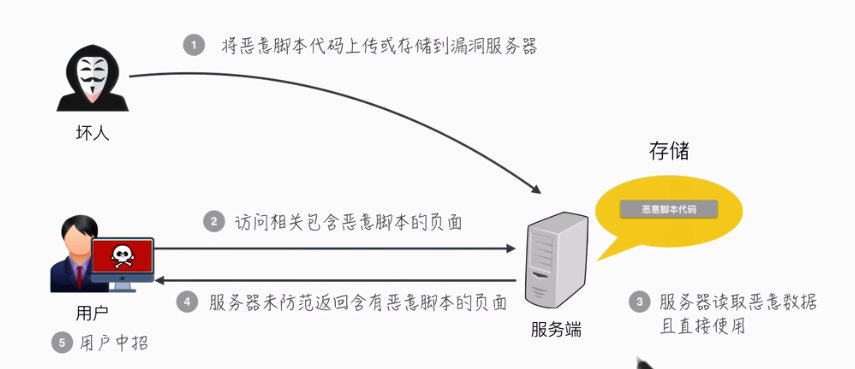 1 将恶意脚本代码上传或存储到漏洞服务器
坏人
存储
恶意脚本代码
2 访问相关包含恶意脚本的页面
4 服务器未防范返回含有恶意脚本的页面
3 服务器读取恶意数据
且直接使用
用户
服务端
5 用户中招